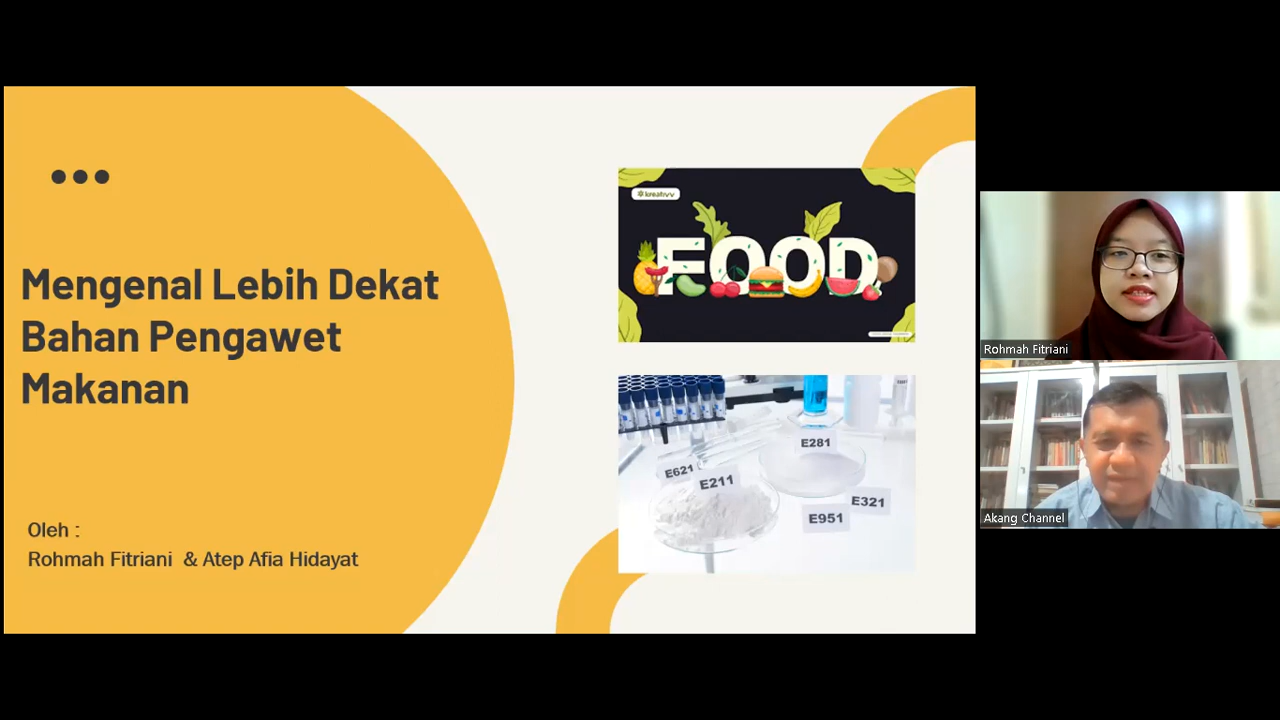 Mengenal Lebih Dekat
Bahan Pengawet
Makanan
Oleh :
Rohmah Fitriani & Atep Afia Hidayat
kreativv
FOOD
E281
E621
E211
E321
E951
Rohmah Fitriani
Akang Channel